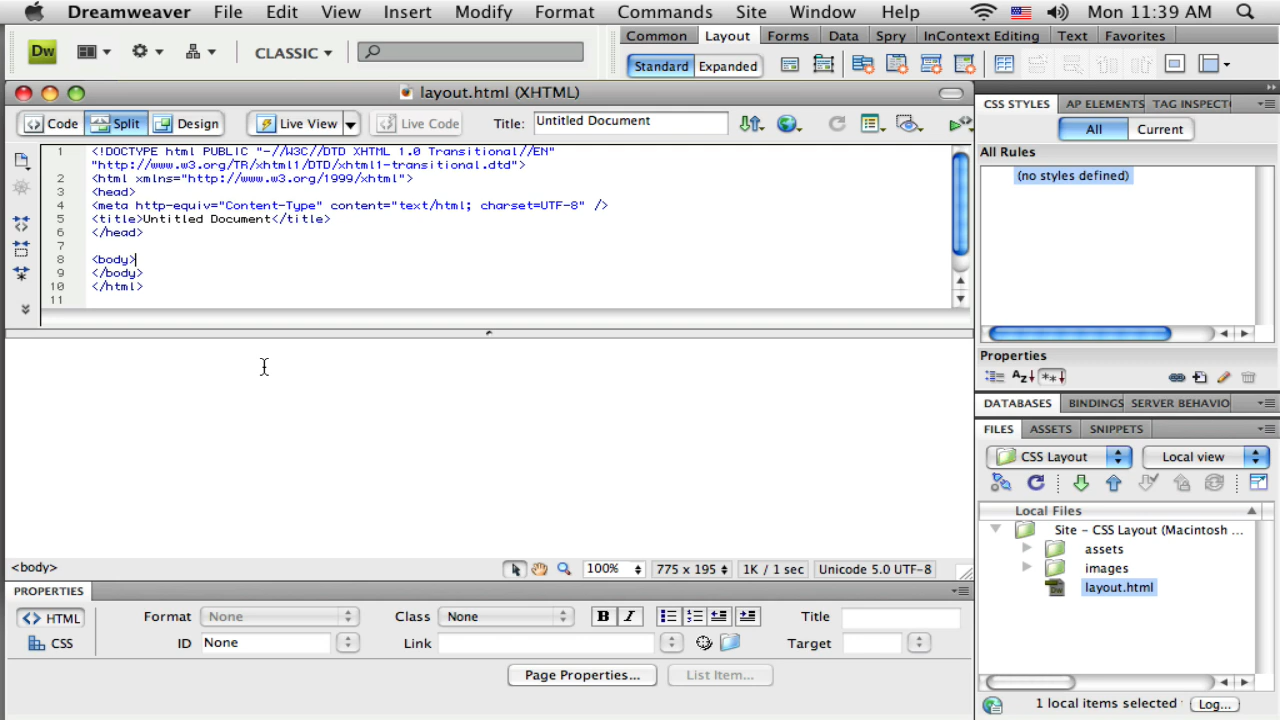 Dreamweaver File Edit View Insert Modify Format Commands Site Window Help Mon 11:39 AM
Dw CLASSIC
Common Layout Forms Data Spry InContext Editing Text Favorites
Standard Expanded
layout.html (XHTML)
Code Split Design Live View Live Code Title: Untitled Document
1 <!DOCTYPE html PUBLIC "-//W3C//DTD XHTML 1.0 Transitional//EN"
"http://www.w3.org/TR/xhtml1/DTD/xhtml1-transitional.dtd">
2 <html xmlns="http://www.w3.org/1999/xhtml">
3 <head>
4 <meta http-equiv="Content-Type" content="text/html; charset=UTF-8" />
5 <title>Untitled Document</title>
6 </head>
7
8 <body>
9 </body>
10 </html>
11
<body> 100% 775 x 195 1K / 1 sec Unicode 5.0 UTF-8
PROPERTIES
HTML Format None Class None B I Title
CSS ID None Link Target
Page Properties... List Item...
CSS STYLES AP ELEMENTS TAG INSPECT
All Current
All Rules
(no styles defined)
Properties
DATABASES BINDINGS SERVER BEHAVIO
FILES ASSETS SNIPPETS
CSS Layout Local view
Local Files
Site - CSS Layout (Macintosh ...
assets
images
layout.html
1 local items selected Log...